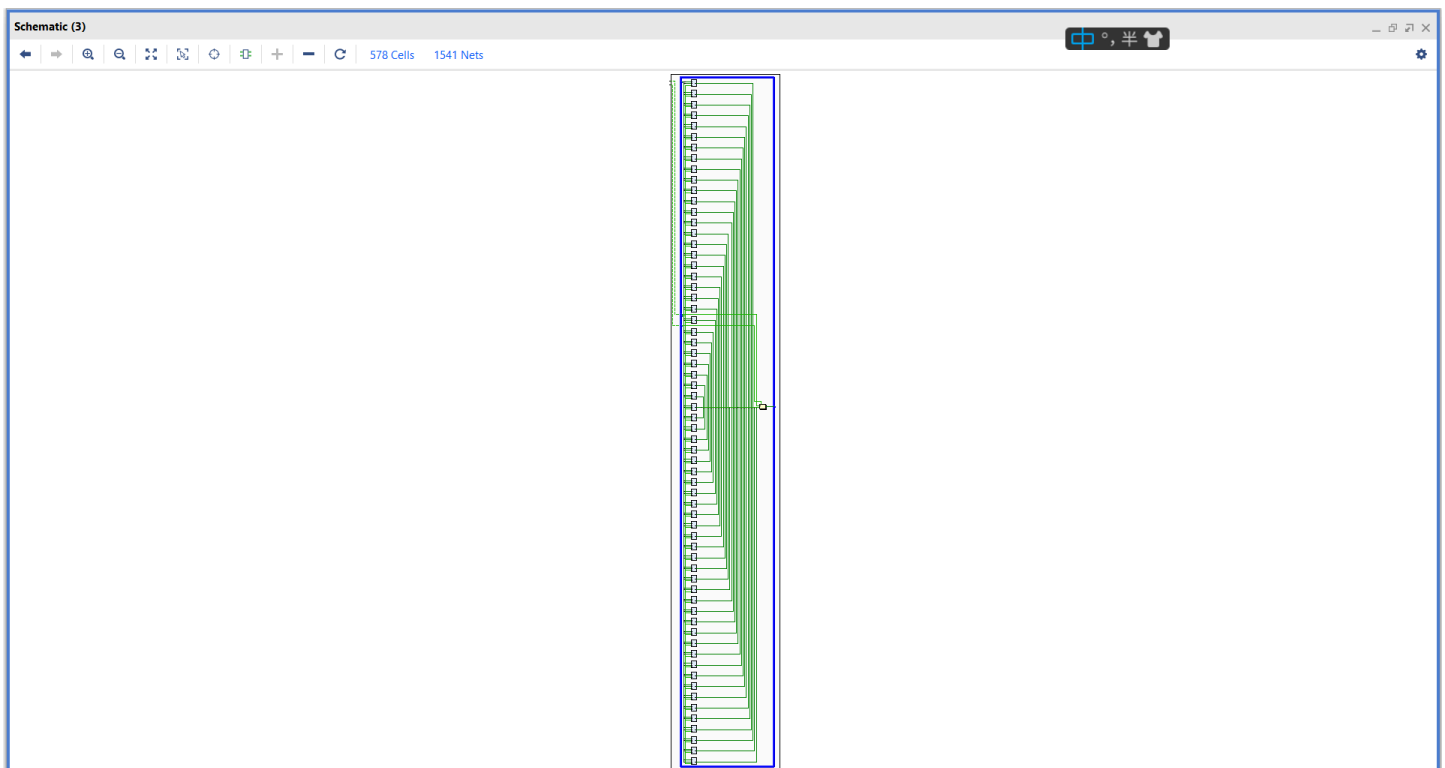 Schematic (3)
中 °, 半
578 Cells 1541 Nets